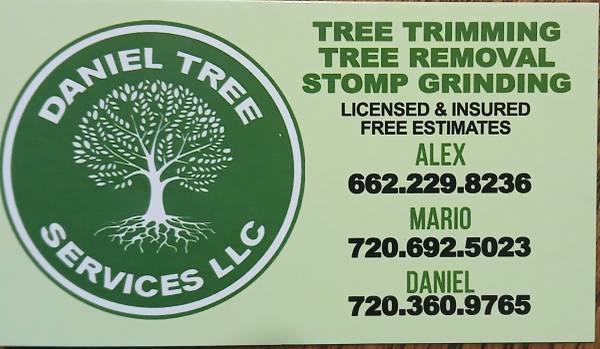 DANIEL TREE
SERVICES LLC
TREE TRIMMING
TREE REMOVAL
STOMP GRINDING
LICENSED & INSURED
FREE ESTIMATES
ALEX
662.229.8236
MARIO
720.692.5023
DANIEL
720.360.9765